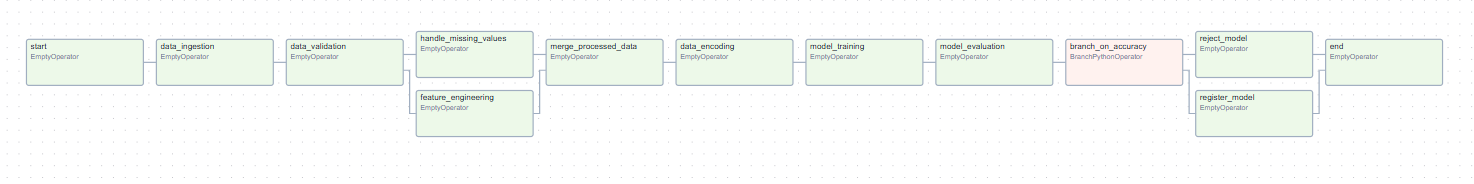 start
EmptyOperator
data_ingestion
EmptyOperator
data_validation
EmptyOperator
handle_missing_values
EmptyOperator
feature_engineering
EmptyOperator
merge_processed_data
EmptyOperator
data_encoding
EmptyOperator
model_training
EmptyOperator
model_evaluation
EmptyOperator
branch_on_accuracy
BranchPythonOperator
reject_model
EmptyOperator
register_model
EmptyOperator
end
EmptyOperator